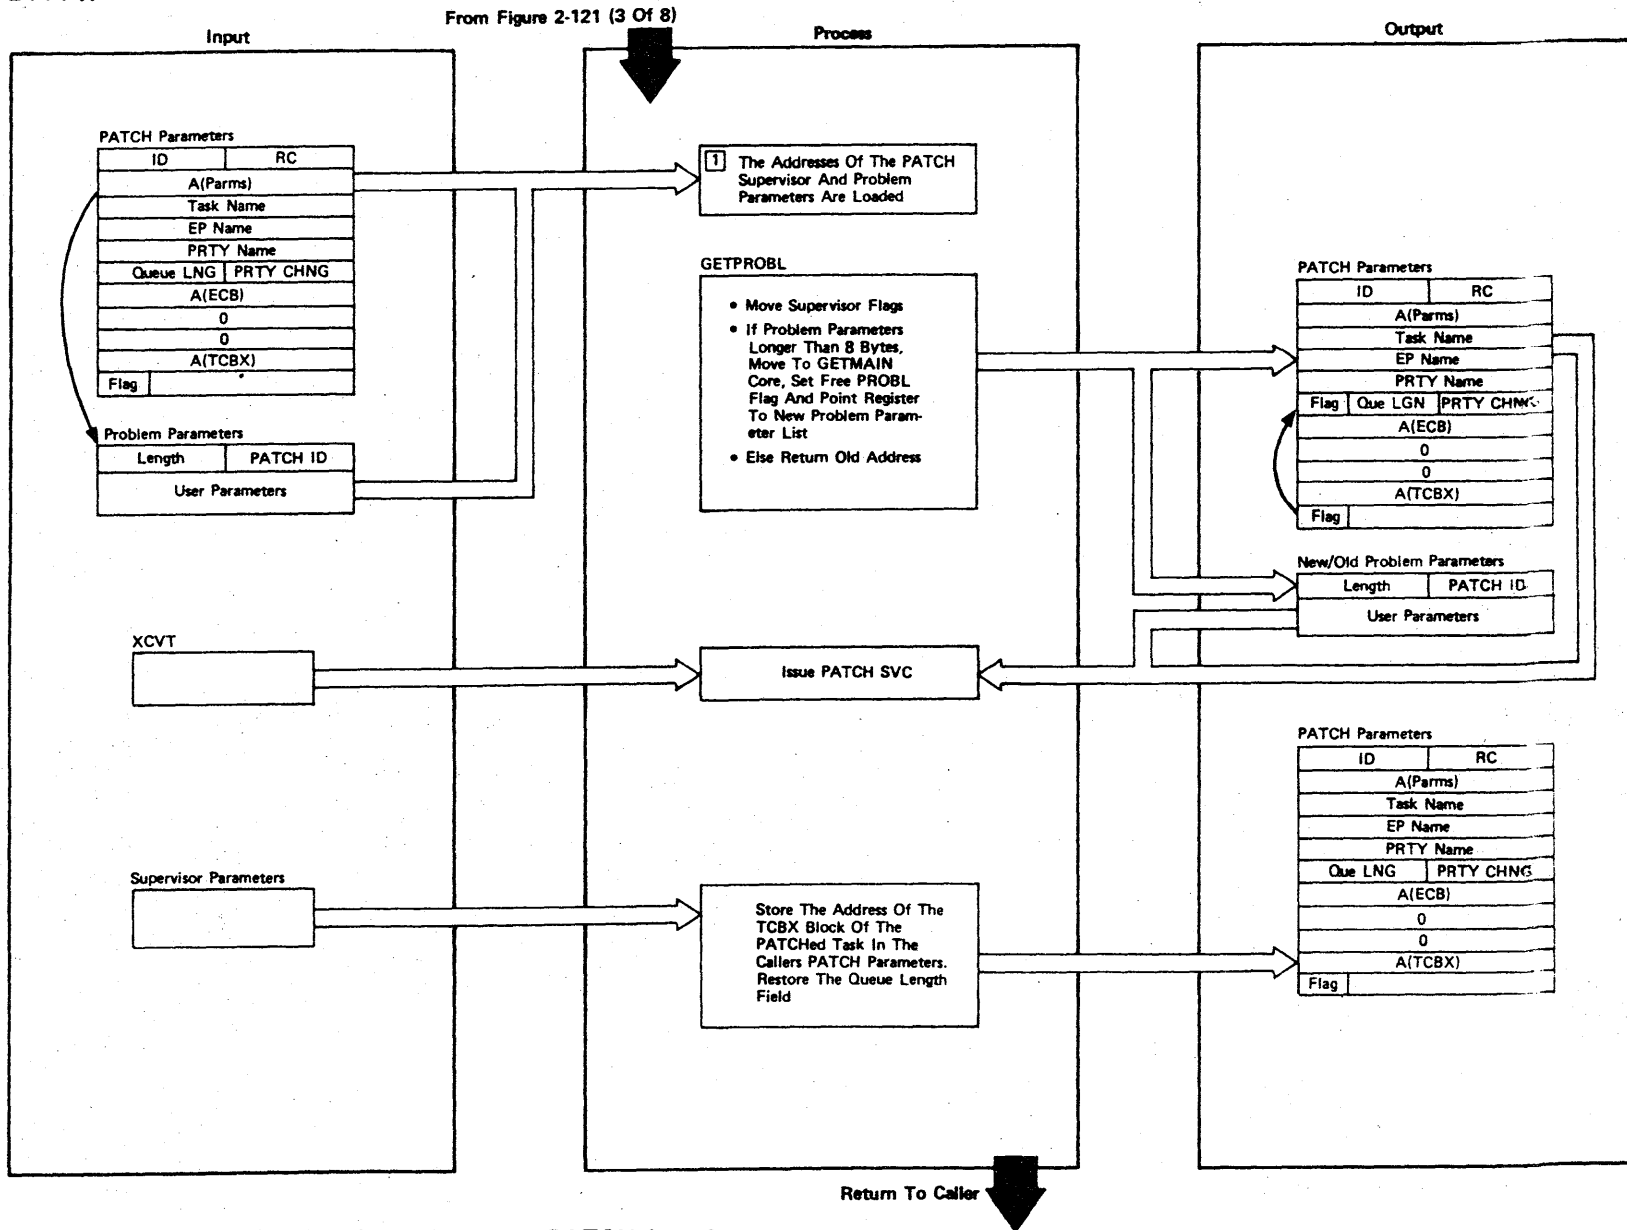 From Figure 2-121 (3 Of 8)
Input
Process
Output
PATCH Parameters
ID RC
A(Parms)
Task Name
EP Name
PRTY Name
Queue LNG PRTY CHNG
A(ECB)
0
0
A(TCBX)
Flag
Problem Parameters
Length PATCH ID
User Parameters
XCVT
Supervisor Parameters
1 The Addresses Of The PATCH
Supervisor And Problem
Parameters Are Loaded
GETPROBL
• Move Supervisor Flags
• If Problem Parameters
Longer Than 8 Bytes,
Move To GETMAIN
Core, Set Free PROBL
Flag And Point Register
To New Problem Param-
eter List
• Else Return Old Address
Issue PATCH SVC
Store The Address Of The
TCBX Block Of The
PATCHed Task In The
Callers PATCH Parameters.
Restore The Queue Length
Field
PATCH Parameters
ID RC
A(Parms)
Task Name
EP Name
PRTY Name
Flag Que LGN PRTY CHNG
A(ECB)
0
0
A(TCBX)
Flag
New/Old Problem Parameters
Length PATCH ID
User Parameters
PATCH Parameters
ID RC
A(Parms)
Task Name
EP Name
PRTY Name
Que LNG PRTY CHNG
A(ECB)
0
0
A(TCBX)
Flag
Return To Caller